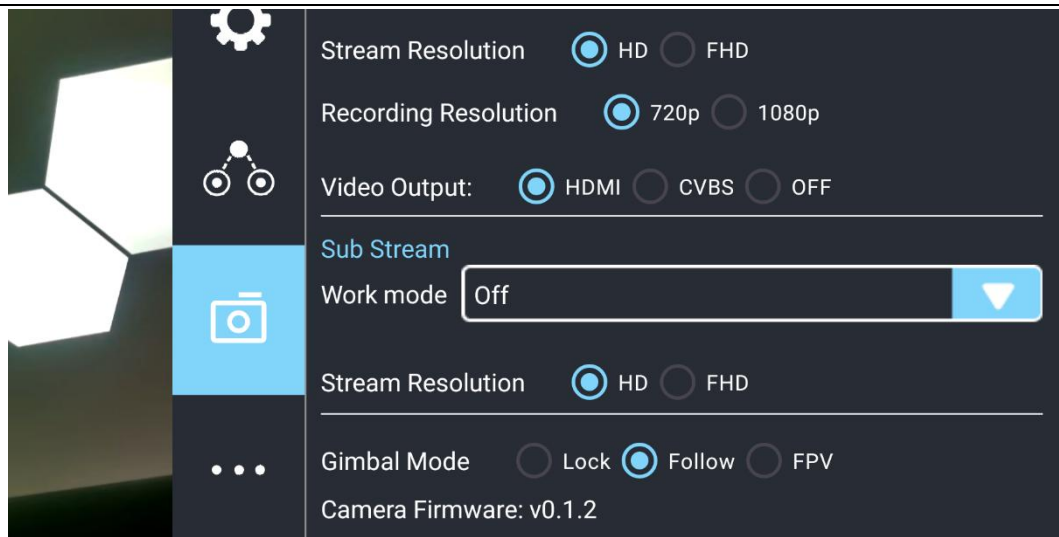 Stream Resolution HD FHD
Recording Resolution 720p 1080p
Video Output: HDMI CVBS OFF
Sub Stream
Work mode Off
Stream Resolution HD FHD
Gimbal Mode Lock Follow FPV
Camera Firmware: v0.1.2